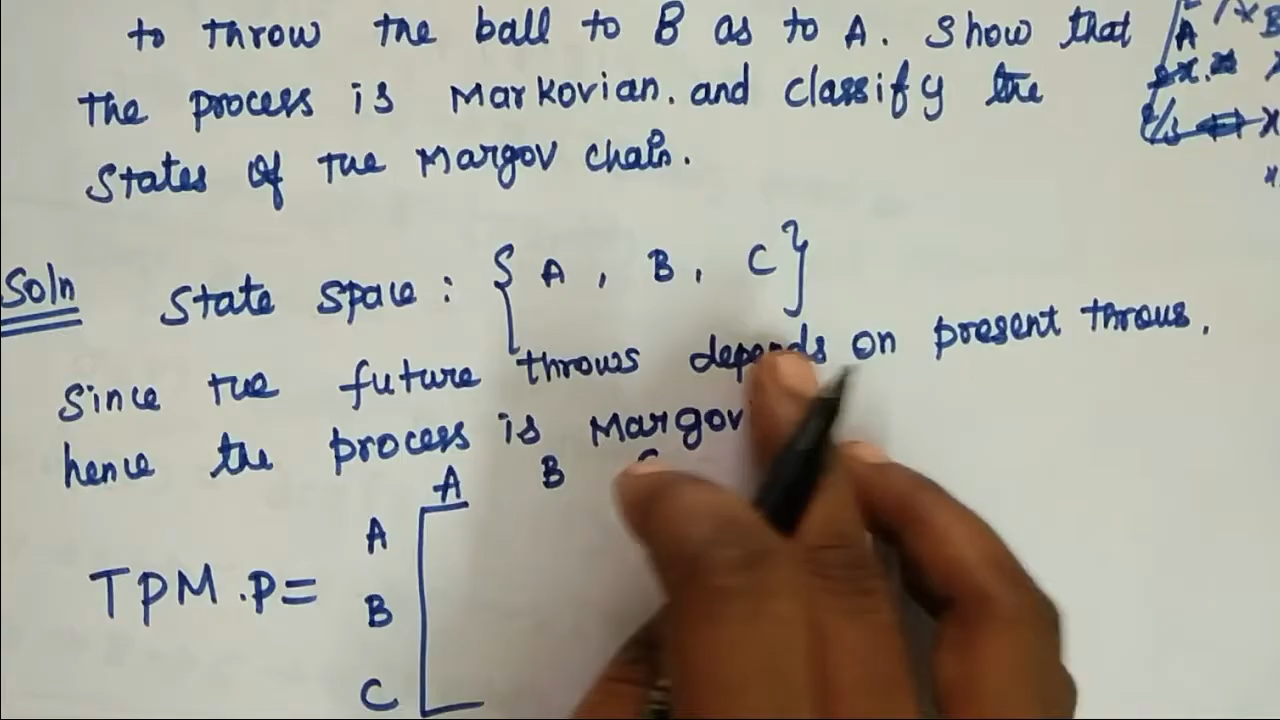 to throw the ball to B as to A. Show that
the process is Markovian. and classify the
States of the Margov chain.
A B
Soln State space : { A , B, C }
Since the future throws depends on present throws.
hence the process is Margov
A B
A
B
C
TPM .P= [